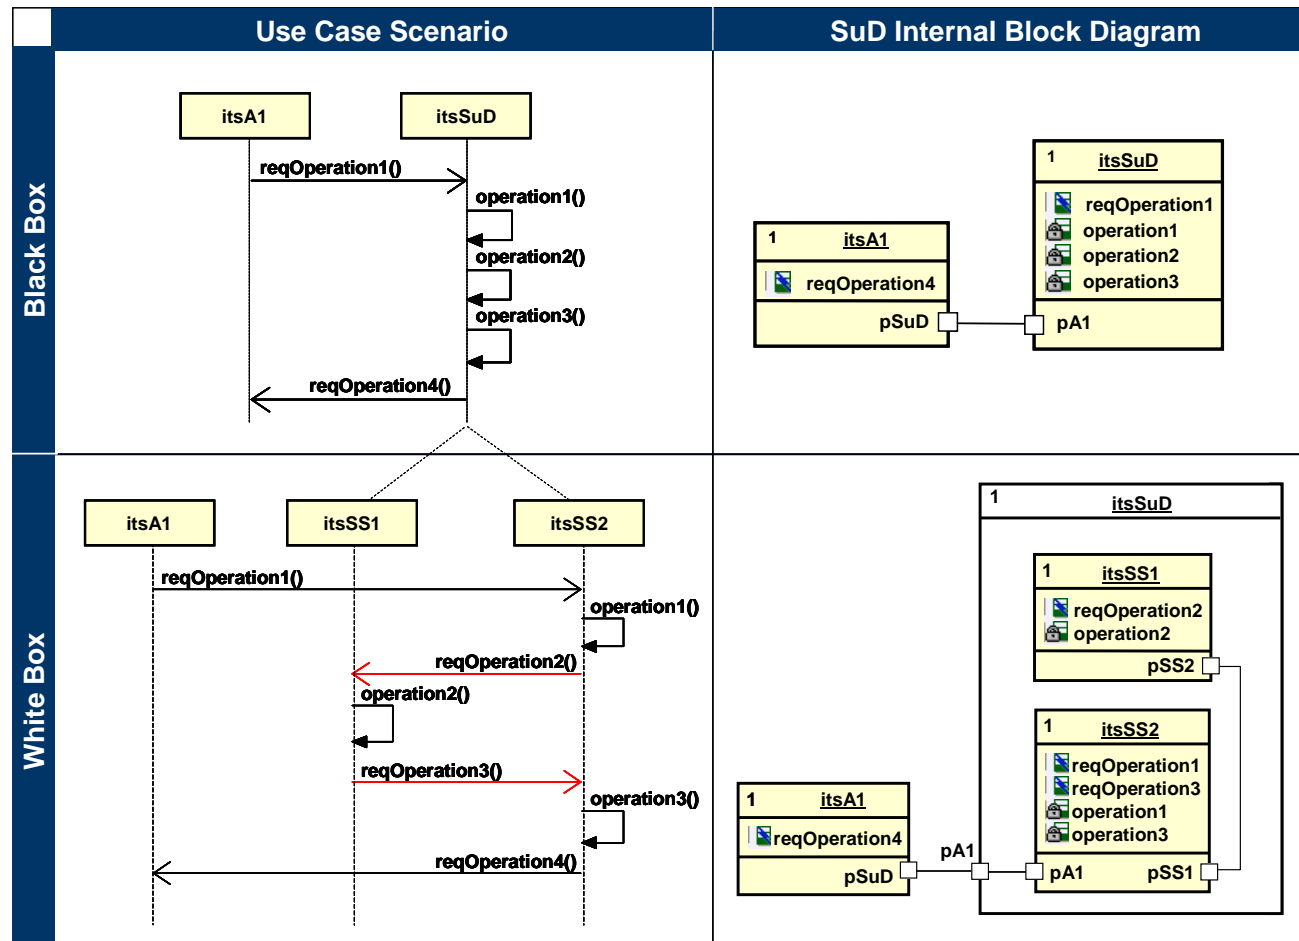 Use Case Scenario
SuD Internal Block Diagram
Black Box
itsA1
itsSuD
reqOperation1()
operation1()
operation2()
operation3()
reqOperation4()
1
itsA1
reqOperation4
pSuD
1
itsSuD
reqOperation1
operation1
operation2
operation3
pA1
White Box
itsA1
itsSS1
itsSS2
reqOperation1()
operation1()
reqOperation2()
operation2()
reqOperation3()
operation3()
reqOperation4()
1
itsSuD
1
itsSS1
reqOperation2
operation2
pSS2
1
itsSS2
reqOperation1
reqOperation3
operation1
operation3
pA1
pSS1
1
itsA1
reqOperation4
pSuD
pA1